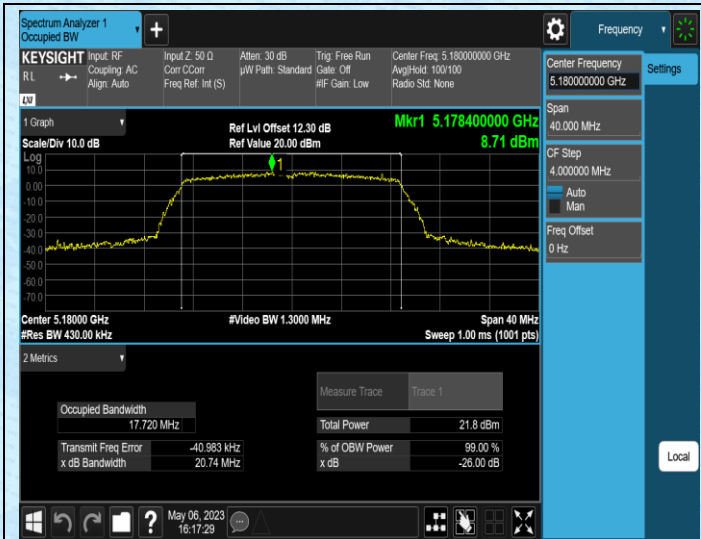 Spectrum Analyzer 1
Occupied BW
Frequency
KEYSIGHT
R L
LXI
Input: RF
Coupling: AC
Align: Auto
Input Z: 50 Ω
Corr CCorr
Freq Ref: Int (S)
Atten: 30 dB
µW Path: Standard
Trig: Free Run
Gate: Off
#IF Gain: Low
Center Freq: 5.180000000 GHz
Avg|Hold: 100/100
Radio Std: None
Center Frequency
5.180000000 GHz
Settings
Span
40.000 MHz
CF Step
4.000000 MHz
Auto
Man
Freq Offset
0 Hz
Local
1 Graph
Scale/Div 10.0 dB
Ref Lvl Offset 12.30 dB
Ref Value 20.00 dBm
Mkr1 5.178400000 GHz
8.71 dBm
Log
10.0
0.00
-10.0
-20.0
-30.0
-40.0
-50.0
-60.0
-70.0
1
Center 5.18000 GHz
#Res BW 430.00 kHz
#Video BW 1.3000 MHz
Span 40 MHz
Sweep 1.00 ms (1001 pts)
2 Metrics
Measure Trace
Trace 1
Occupied Bandwidth
17.720 MHz
Total Power
21.8 dBm
Transmit Freq Error
-40.983 kHz
% of OBW Power
99.00 %
x dB Bandwidth
20.74 MHz
x dB
-26.00 dB
?
May 06, 2023
16:17:29